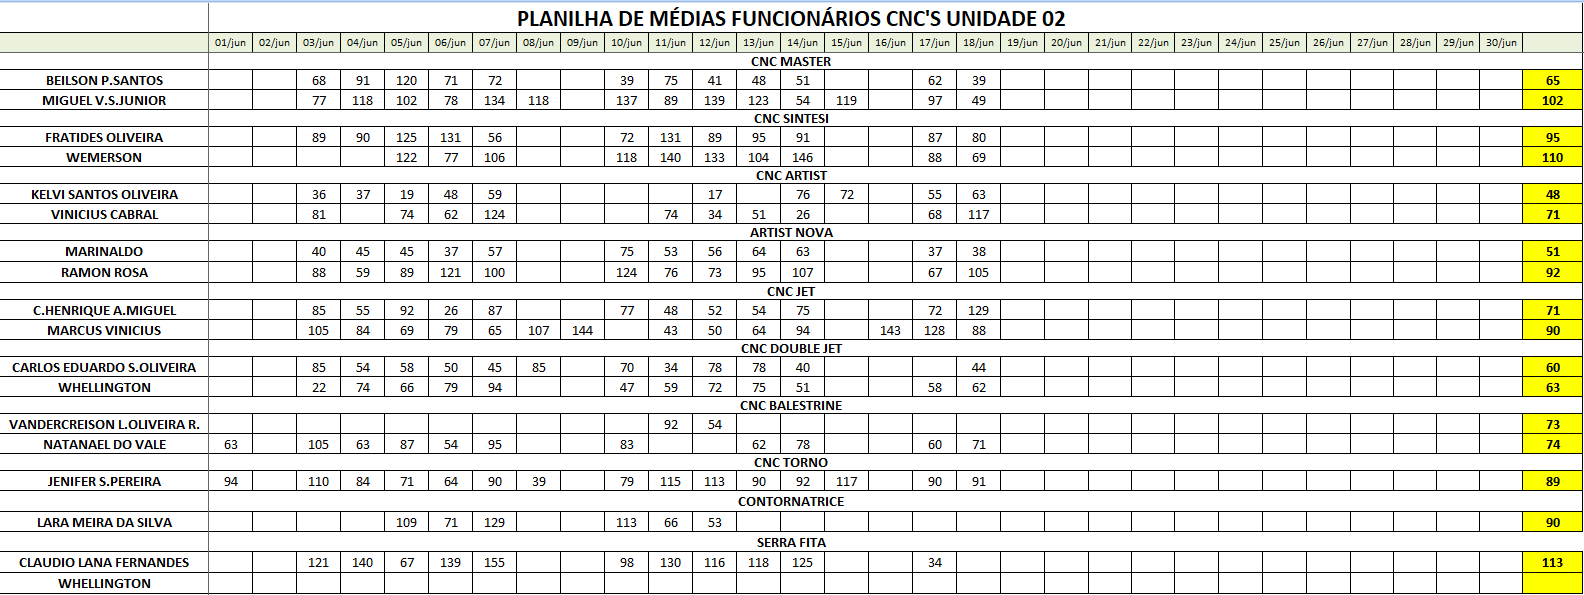 PLANILHA DE MÉDIAS FUNCIONÁRIOS CNC'S UNIDADE 02
01/jun 02/jun 03/jun 04/jun 05/jun 06/jun 07/jun 08/jun 09/jun 10/jun 11/jun 12/jun 13/jun 14/jun 15/jun 16/jun 17/jun 18/jun 19/jun 20/jun 21/jun 22/jun 23/jun 24/jun 25/jun 26/jun 27/jun 28/jun 29/jun 30/jun
CNC MASTER
BEILSON P.SANTOS 68 91 120 71 72 39 75 41 48 51 62 39 65
MIGUEL V.S.JUNIOR 77 118 102 78 134 118 137 89 139 123 54 119 97 49 102
CNC SINTESI
FRATIDES OLIVEIRA 89 90 125 131 56 72 131 89 95 91 87 80 95
WEMERSON 122 77 106 118 140 133 104 146 88 69 110
CNC ARTIST
KELVI SANTOS OLIVEIRA 36 37 19 48 59 17 76 72 55 63 48
VINICIUS CABRAL 81 74 62 124 74 34 51 26 68 117 71
ARTIST NOVA
MARINALDO 40 45 45 37 57 75 53 56 64 63 37 38 51
RAMON ROSA 88 59 89 121 100 124 76 73 95 107 67 105 92
CNC JET
C.HENRIQUE A.MIGUEL 85 55 92 26 87 77 48 52 54 75 72 129 71
MARCUS VINICIUS 105 84 69 79 65 107 144 43 50 64 94 143 128 88 90
CNC DOUBLE JET
CARLOS EDUARDO S.OLIVEIRA 85 54 58 50 45 85 70 34 78 78 40 44 60
WHELLINGTON 22 74 66 79 94 47 59 72 75 51 58 62 63
CNC BALESTRINE
VANDERCREISON L.OLIVEIRA R. 92 54 73
NATANAEL DO VALE 63 105 63 87 54 95 83 62 78 60 71 74
CNC TORNO
JENIFER S.PEREIRA 94 110 84 71 64 90 39 79 115 113 90 92 117 90 91 89
CONTORNATRICE
LARA MEIRA DA SILVA 109 71 129 113 66 53 90
SERRA FITA
CLAUDIO LANA FERNANDES 121 140 67 139 155 98 130 116 118 125 34 113
WHELLINGTON